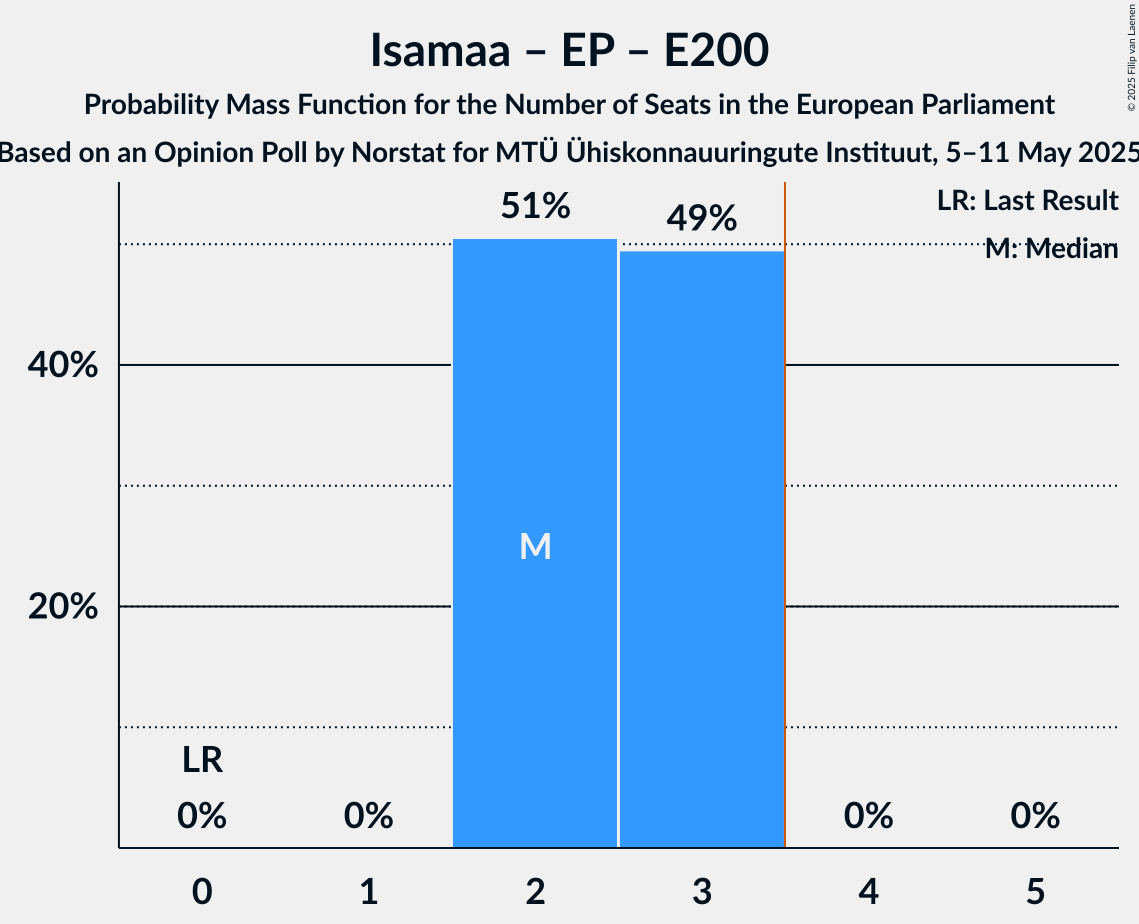 Isamaa – EP – E200
Probability Mass Function for the Number of Seats in the European Parliament
Based on an Opinion Poll by Norstat for MTÜ Ühiskonnauuringute Instituut, 5–11 May 2025
© 2025 Filip van Laenen
LR: Last Result
M: Median
51%
49%
40%
20%
M
LR
0%
0%
0%
0%
0
1
2
3
4
5